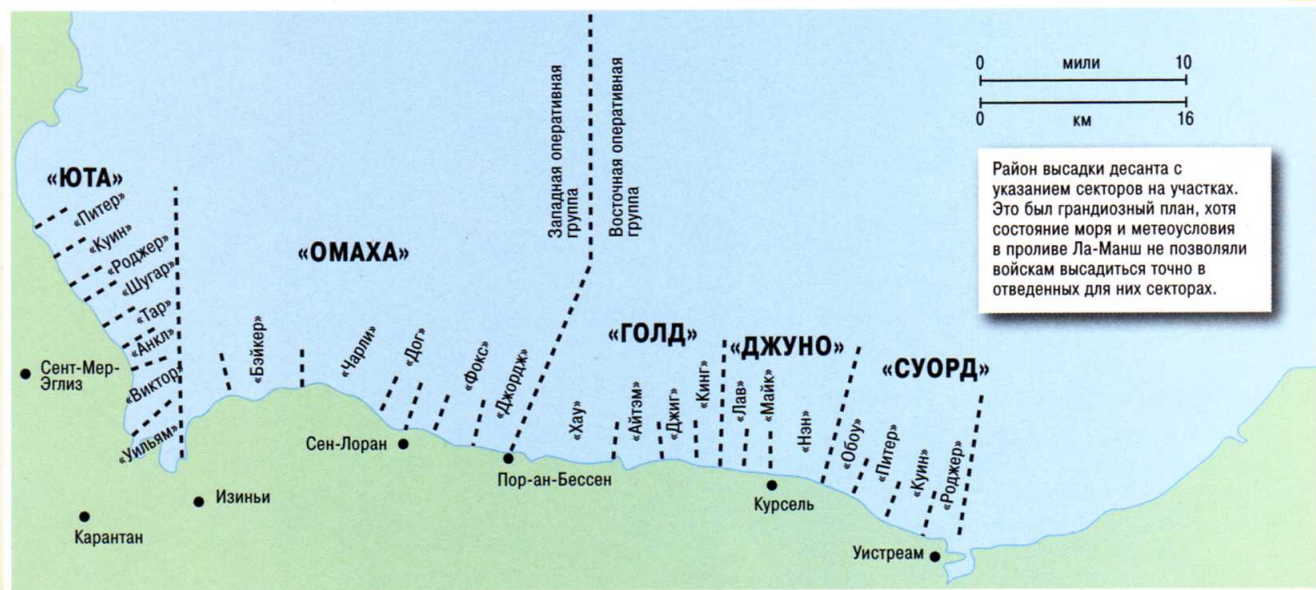 0 мили 10
0 км 16
Район высадки десанта с
указанием секторов на участках.
Это был грандиозный план, хотя
состояние моря и метеоусловия
в проливе Ла-Манш не позволяли
войскам высадиться точно в
отведенных для них секторах.
Западная оперативная
группа
Восточная оперативная
группа
«ЮТА»
«Питер»
«Куин»
«Роджер»
«Шугар»
«Тар»
«Анкл»
«Виктор»
«Уильям»
«ОМАХА»
«Бэйкер»
«Чарли»
«Дог»
«Фокс»
«Джордж»
«ГОЛД»
«Хау»
«Айтэм»
«Джиг»
«Кинг»
«ДЖУНО»
«Лав»
«Майк»
«Нэн»
«СУОРД»
«Обоу»
«Питер»
«Куин»
«Роджер»
Сент-Мер-
Эглиз
Карантан
Изиньи
Сен-Лоран
Пор-ан-Бессен
Курсель
Уистреам